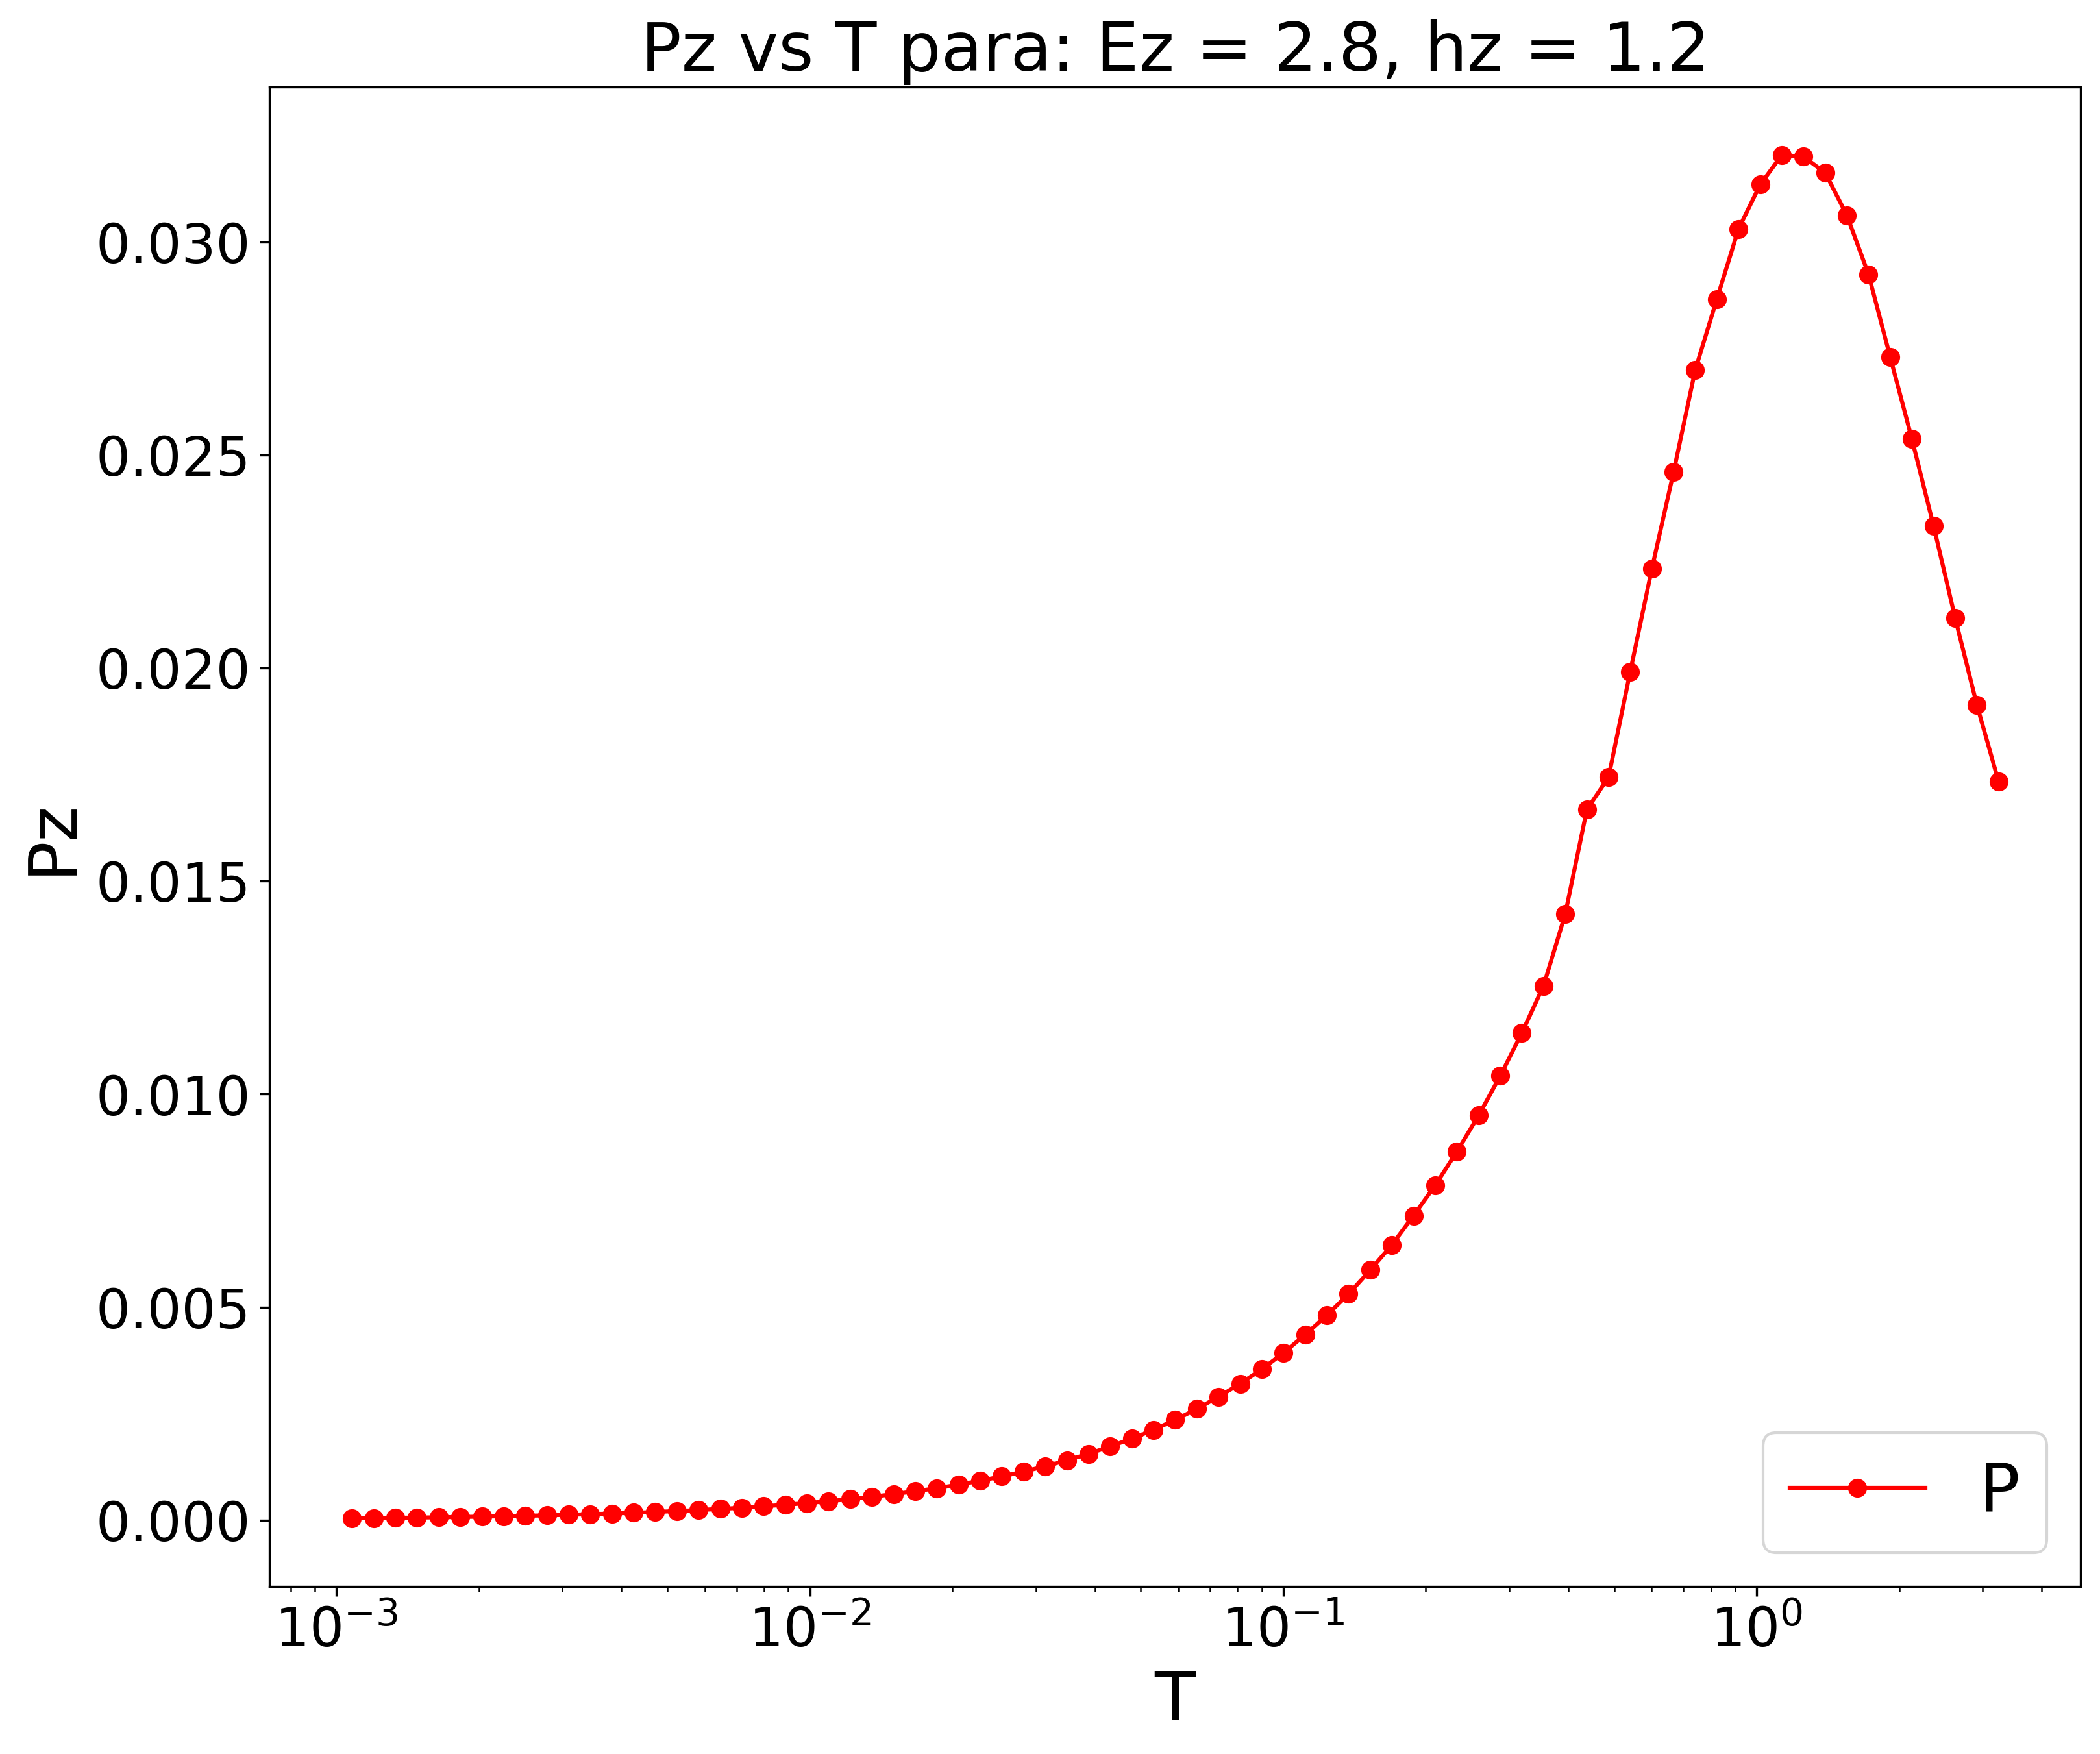 Pz vs T para: Ez = 2.8, hz = 1.2
Pz
0.030
0.025
0.020
0.015
0.010
0.005
0.000
P
10⁻³ 10⁻² 10⁻¹ 10⁰
T